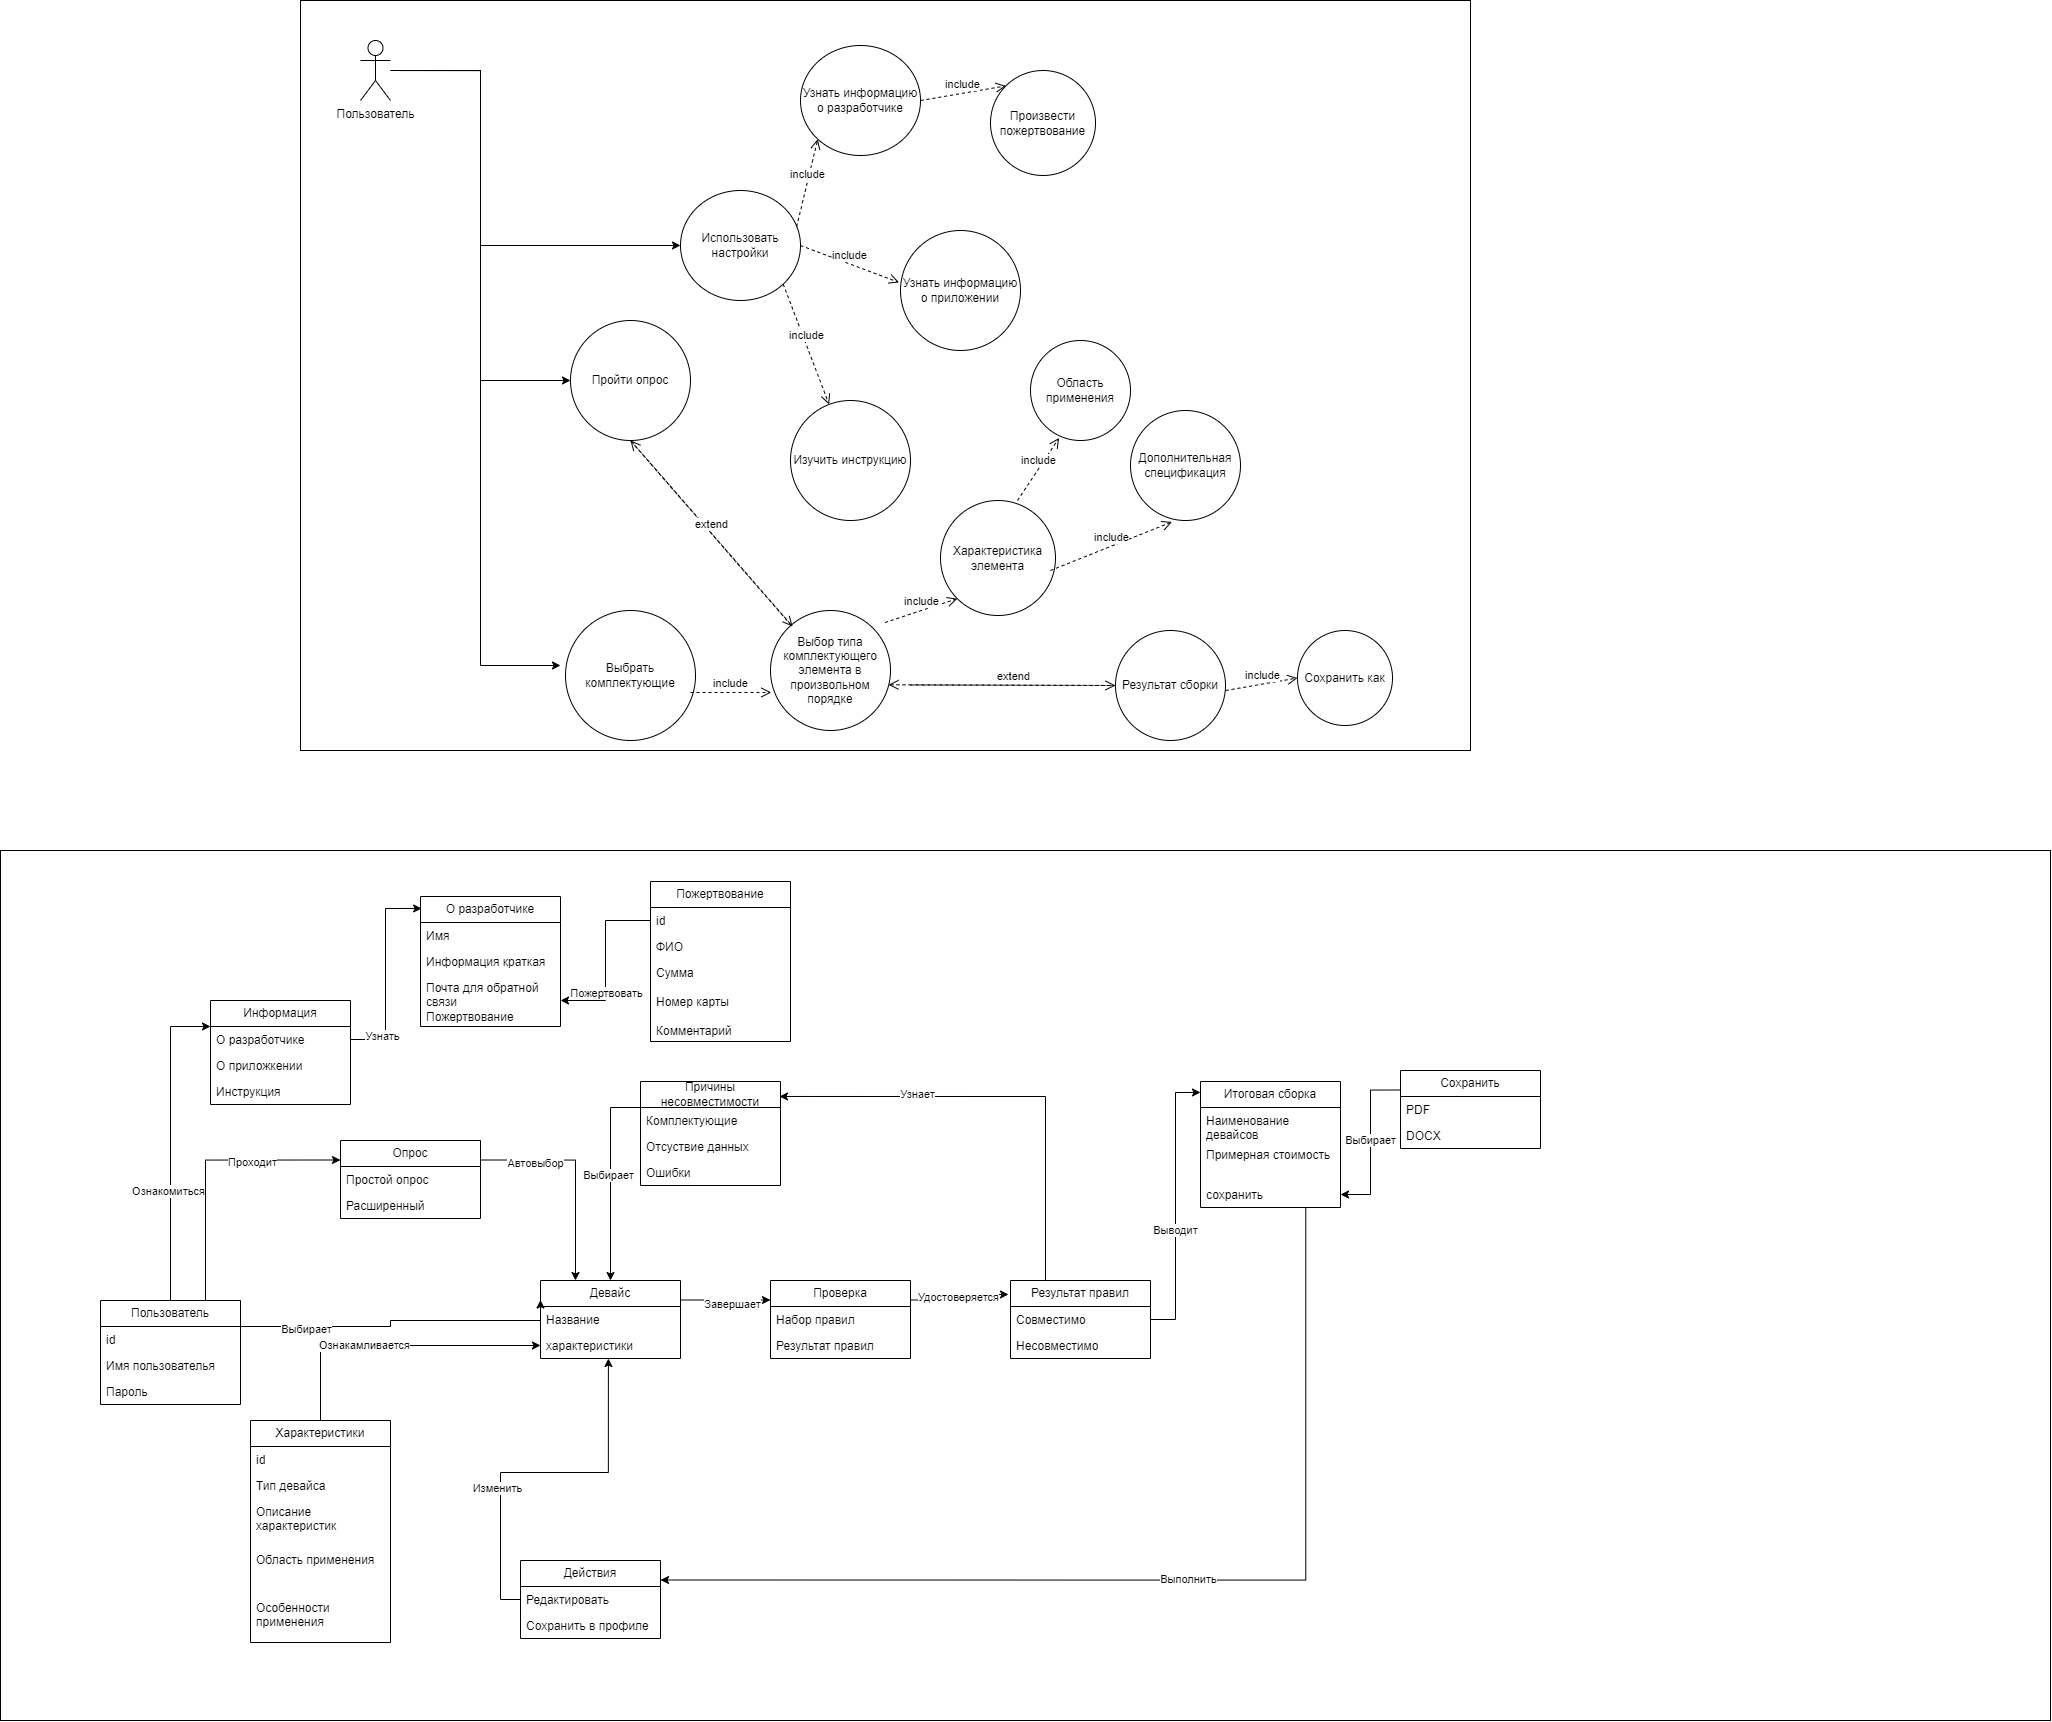 Пользователь
Узнать информацию
о разработчике
include
Произвести
пожертвование
include
Использовать
настройки
include
Узнать информацию
о приложении
include
Пройти опрос
Изучить инструкцию
Область
применения
include
Дополнительная
спецификация
include
Характеристика
элемента
extend
include
Выбрать
комплектующие
include
Выбор типа
комплектующего
элемента в
произвольном
порядке
extend
Результат сборки
include
Сохранить как
О разработчике
Имя
Информация краткая
Почта для обратной
связи
Пожертвование
Пожертвовать
Пожертвование
id
ФИО
Сумма
Номер карты
Комментарий
Информация
О разработчике
О приложкении
Инструкция
Узнать
Причины
несовместимости
Комплектующие
Отсуствие данных
Ошибки
Узнает
Итоговая сборка
Наименование
девайсов
Примерная стоимость
сохранить
Выбирает
Сохранить
PDF
DOCX
Ознакомиться
Проходит
Опрос
Простой опрос
Расширенный
Автовыбор
Выбирает
Выводит
Пользователь
id
Имя пользователья
Пароль
Выбирает
Ознакамливается
Девайс
Название
характеристики
Завершает
Проверка
Набор правил
Результат правил
Удостоверяется
Результат правил
Совместимо
Несовместимо
Характеристики
id
Тип девайса
Описание
характеристик
Область применения
Особенности
применения
Изменить
Действия
Редактировать
Сохранить в профиле
Выполнить